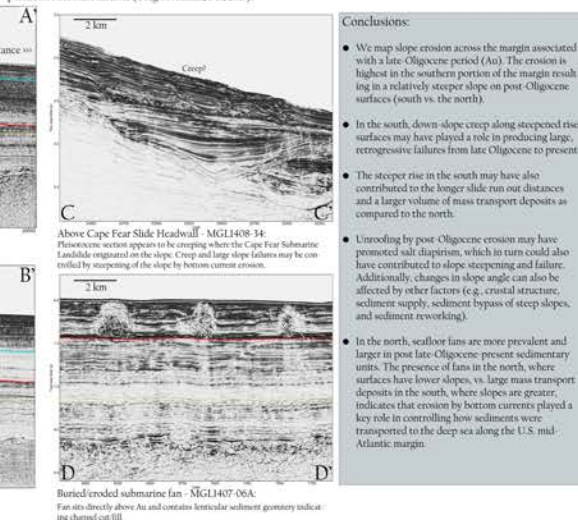 A'
tance
B'
2 km
Creep?
C
C'
Above Cape Fear Slide Headwall - MGL1408-34:
Pleisotocene section appears to be creeping where the Cape Fear Submarine
Landslide originated on the slope. Creep and large slope failures may be con-
trolled by steepening of the slope by bottom current erosion.
2 km
D
D'
Buried/eroded submarine fan - MGL1407-06A:
Fan sits directly above Au and contains lenticular sediment geometry indicat
ing channel cut/fill
Conclusions:
• We map slope erosion across the margin associated
with a late-Oligocene period (Au). The erosion is
highest in the southern portion of the margin result
ing in a relatively steeper slope on post-Oligocene
surfaces (south vs. the north).
• In the south, down-slope creep along steepened rise
surfaces may have played a role in producing large,
retrogressive failures from late Oligocene to present
• The steeper rise in the south may have also
contributed to the longer slide run out distances
and a larger volume of mass transport deposits as
compared to the north.
• Unroofing by post-Oligocene erosion may have
promoted salt diapirism, which in turn could also
have contributed to slope steepening and failure.
Additionally, changes in slope angle can also be
affected by other factors (e.g., crustal structure,
sediment supply, sediment bypass of steep slopes,
and sediment reworking).
• In the north, seafloor fans are more prevalent and
larger in post late-Oligocene-present sedimentary
units. The presence of fans in the north, where
surfaces have lower slopes, vs. large mass transport
deposits in the south, where slopes are greater,
indicates that erosion by bottom currents played a
key role in controlling how sediments were
transported to the deep sea along the U.S. mid-
Atlantic margin.